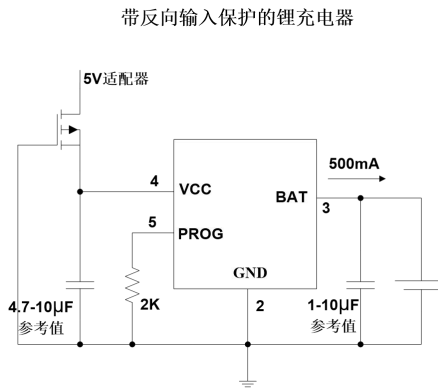 带反向输入保护的锂充电器
5V适配器
500mA
4
VCC
BAT
3
5
PROG
GND
4.7-10μF
参考值
2K
2
1-10μF
参考值